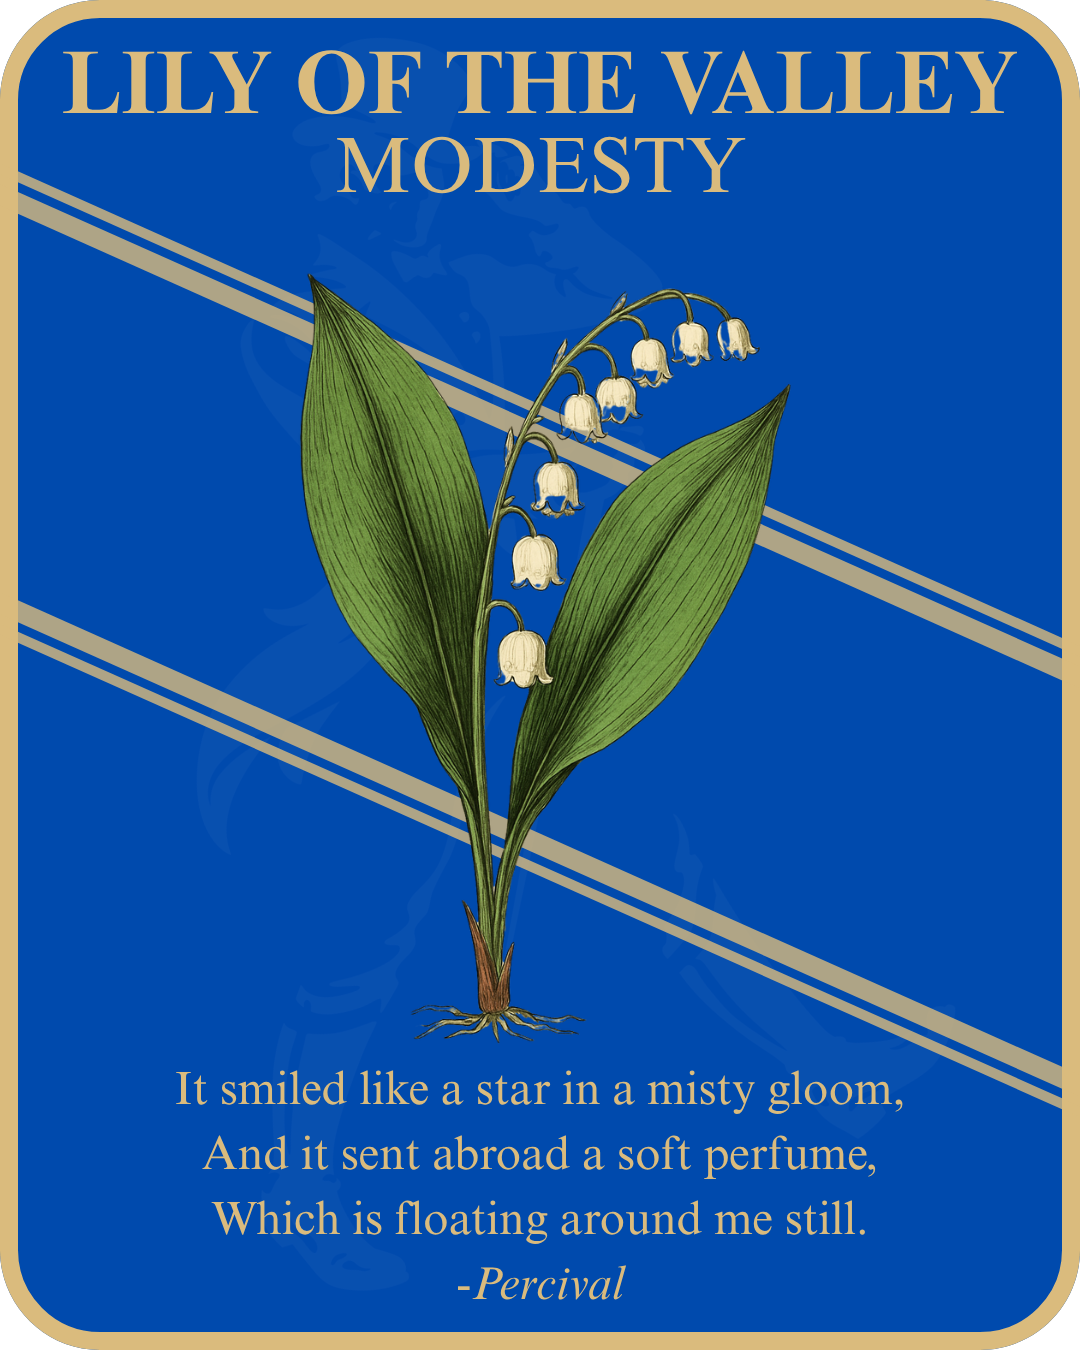 LILY OF THE VALLEY
MODESTY
It smiled like a star in a misty gloom,
And it sent abroad a soft perfume,
Which is floating around me still.
-Percival